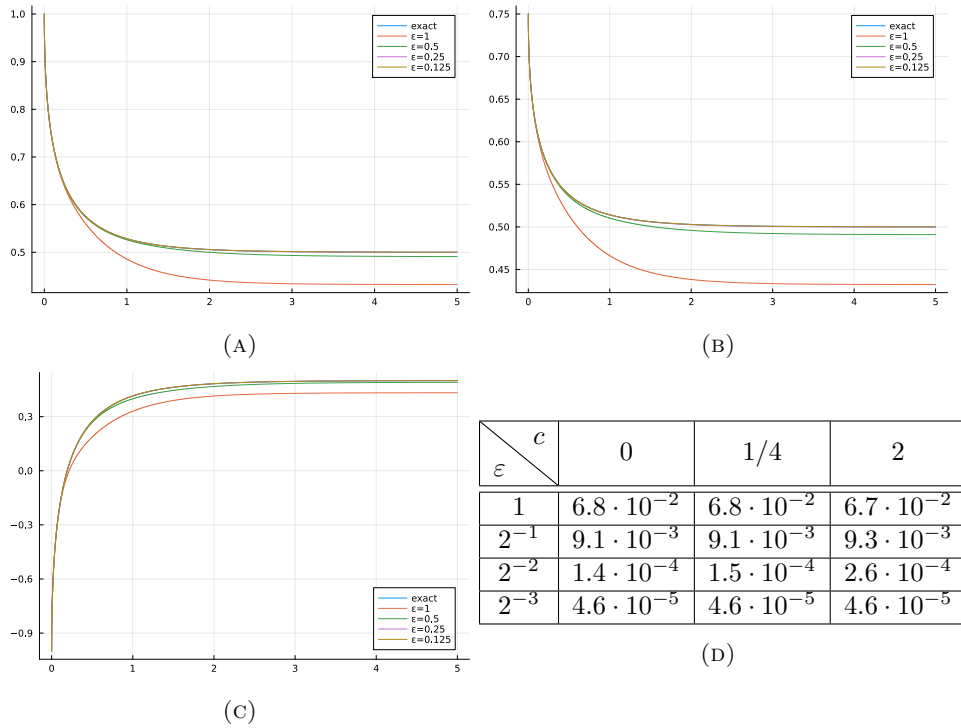 1.0
0.9
0.8
0.7
0.6
0.5
0
1
2
3
4
5
exact
ε=1
ε=0.5
ε=0.25
ε=0.125
(A)
0.75
0.70
0.65
0.60
0.55
0.50
0.45
0
1
2
3
4
5
exact
ε=1
ε=0.5
ε=0.25
ε=0.125
(B)
0.3
0.0
−0.3
−0.6
−0.9
0
1
2
3
4
5
exact
ε=1
ε=0.5
ε=0.25
ε=0.125
(C)
ε c 0 1/4 2
1 6.8 · 10⁻² 6.8 · 10⁻² 6.7 · 10⁻²
2⁻¹ 9.1 · 10⁻³ 9.1 · 10⁻³ 9.3 · 10⁻³
2⁻² 1.4 · 10⁻⁴ 1.5 · 10⁻⁴ 2.6 · 10⁻⁴
2⁻³ 4.6 · 10⁻⁵ 4.6 · 10⁻⁵ 4.6 · 10⁻⁵
(D)